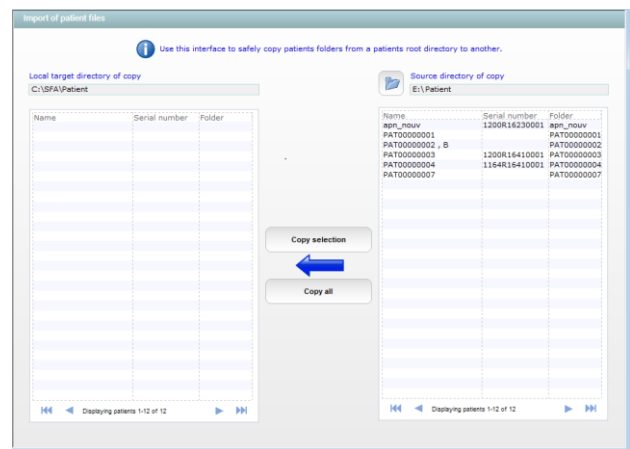 Import of patient files
Use this interface to safely copy patients folders from a patients root directory to another.
Local target directory of copy
C:\SFA\Patient
Name Serial number Folder
Displaying patients 1-12 of 12
Copy selection
Copy all
Source directory of copy
E:\Patient
Name Serial number Folder
apn_nouv 1200R16230001 apn_nouv
PAT00000001 PAT00000001
PAT00000002 , B PAT00000002
PAT00000003 1200R16410001 PAT00000003
PAT00000004 1164R16410001 PAT00000004
PAT00000007 PAT00000007
Displaying patients 1-12 of 12